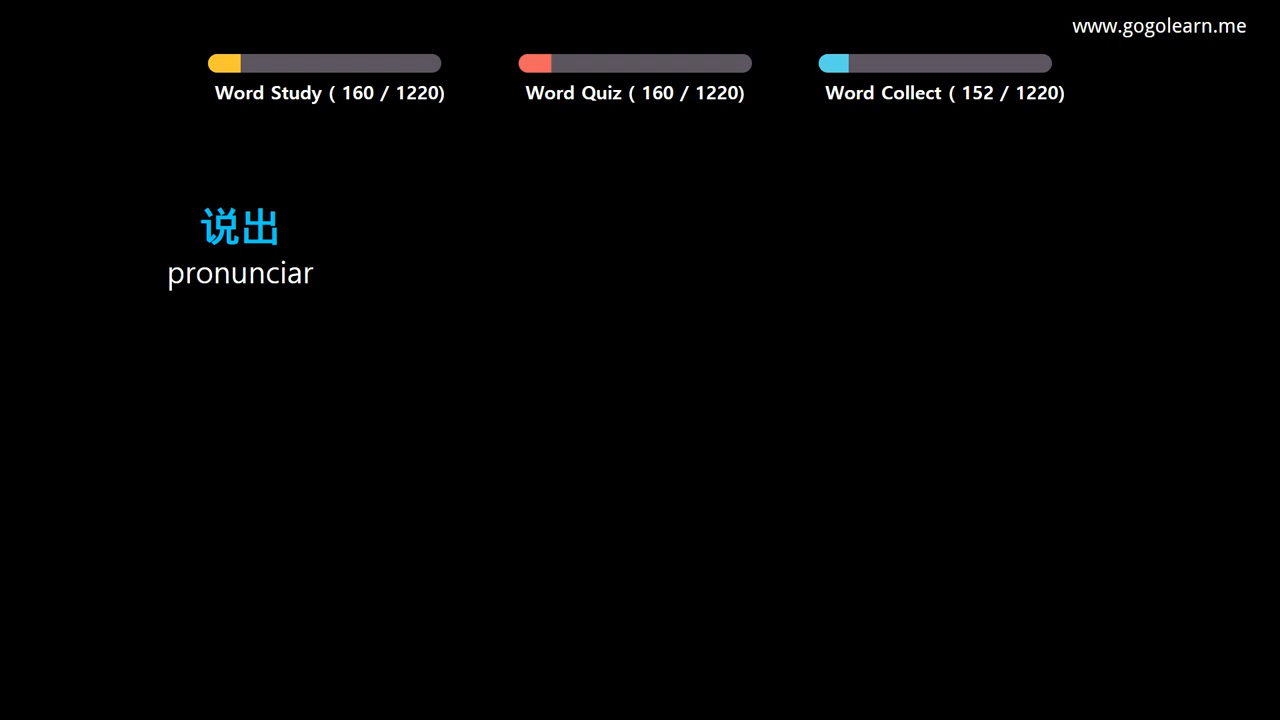 www.gogolearn.me
Word Study ( 160 / 1220)
Word Quiz ( 160 / 1220)
Word Collect ( 152 / 1220)
说出
pronunciar